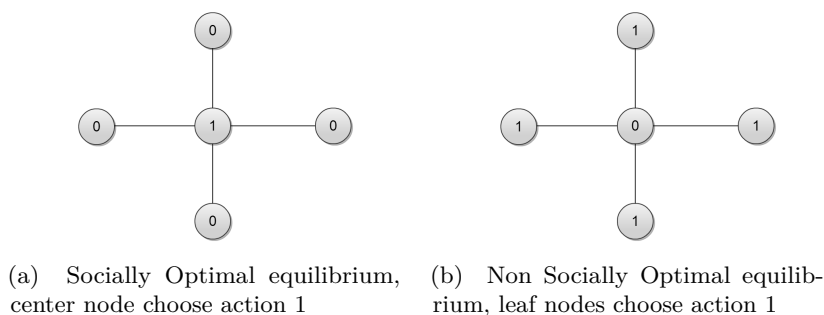 0
0
1
0
0
1
1
0
1
1
(a) Socially Optimal equilibrium,
center node choose action 1
(b) Non Socially Optimal equilib-
rium, leaf nodes choose action 1